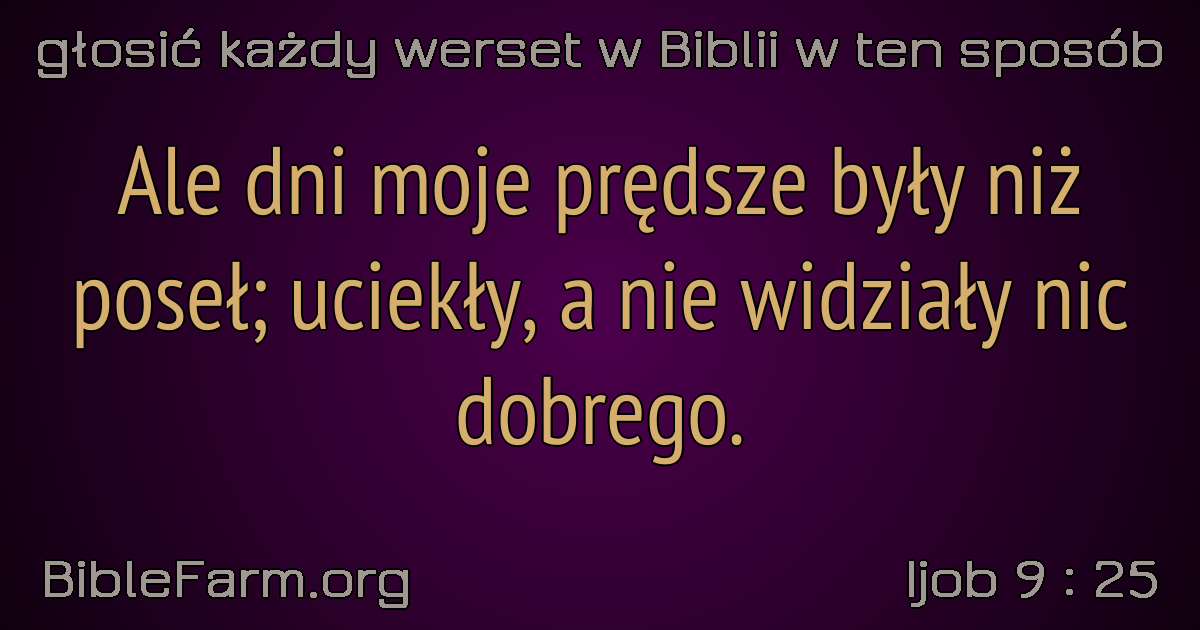 głosić każdy werset w Biblii w ten sposób
Ale dni moje prędsze były niż
poseł; uciekły, a nie widziały nic
dobrego.
BibleFarm.org
Ijob 9 : 25